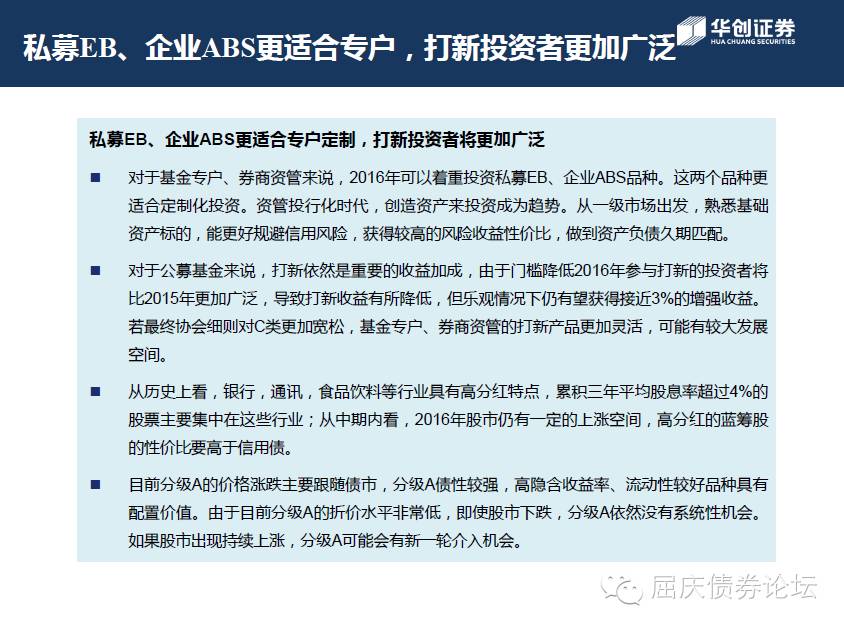 私募EB、企业ABS更适合专户，打新投资者更加广泛
华创证券
HUA CHUANG SECURITIES
私募EB、企业ABS更适合专户定制，打新投资者将更加广泛
对于基金专户、券商资管来说，2016年可以着重投资私募EB、企业ABS品种。这两个品种更
适合定制化投资。资管投行化时代，创造资产来投资成为趋势。从一级市场出发，熟悉基础
资产标的，能更好规避信用风险，获得较高的风险收益性价比，做到资产负债久期匹配。
对于公募基金来说，打新依然是重要的收益加成，由于门槛降低2016年参与打新的投资者将
比2015年更加广泛，导致打新收益有所降低，但乐观情况下仍有望获得接近3%的增强收益。
若最终协会细则对C类更加宽松，基金专户、券商资管的打新产品更加灵活，可能有较大发展
空间。
从历史上看，银行，通讯，食品饮料等行业具有高分红特点，累积三年平均股息率超过4%的
股票主要集中在这些行业；从中期内看，2016年股市仍有一定的上涨空间，高分红的蓝筹股
的性价比要高于信用债。
目前分级A的价格涨跌主要跟随债市，分级A债性较强，高隐含收益率、流动性较好品种具有
配置价值。由于目前分级A的折价水平非常低，即使股市下跌，分级A依然没有系统性机会。
如果股市出现持续上涨，分级A可能会有新一轮介入机会。
屈庆债券论坛